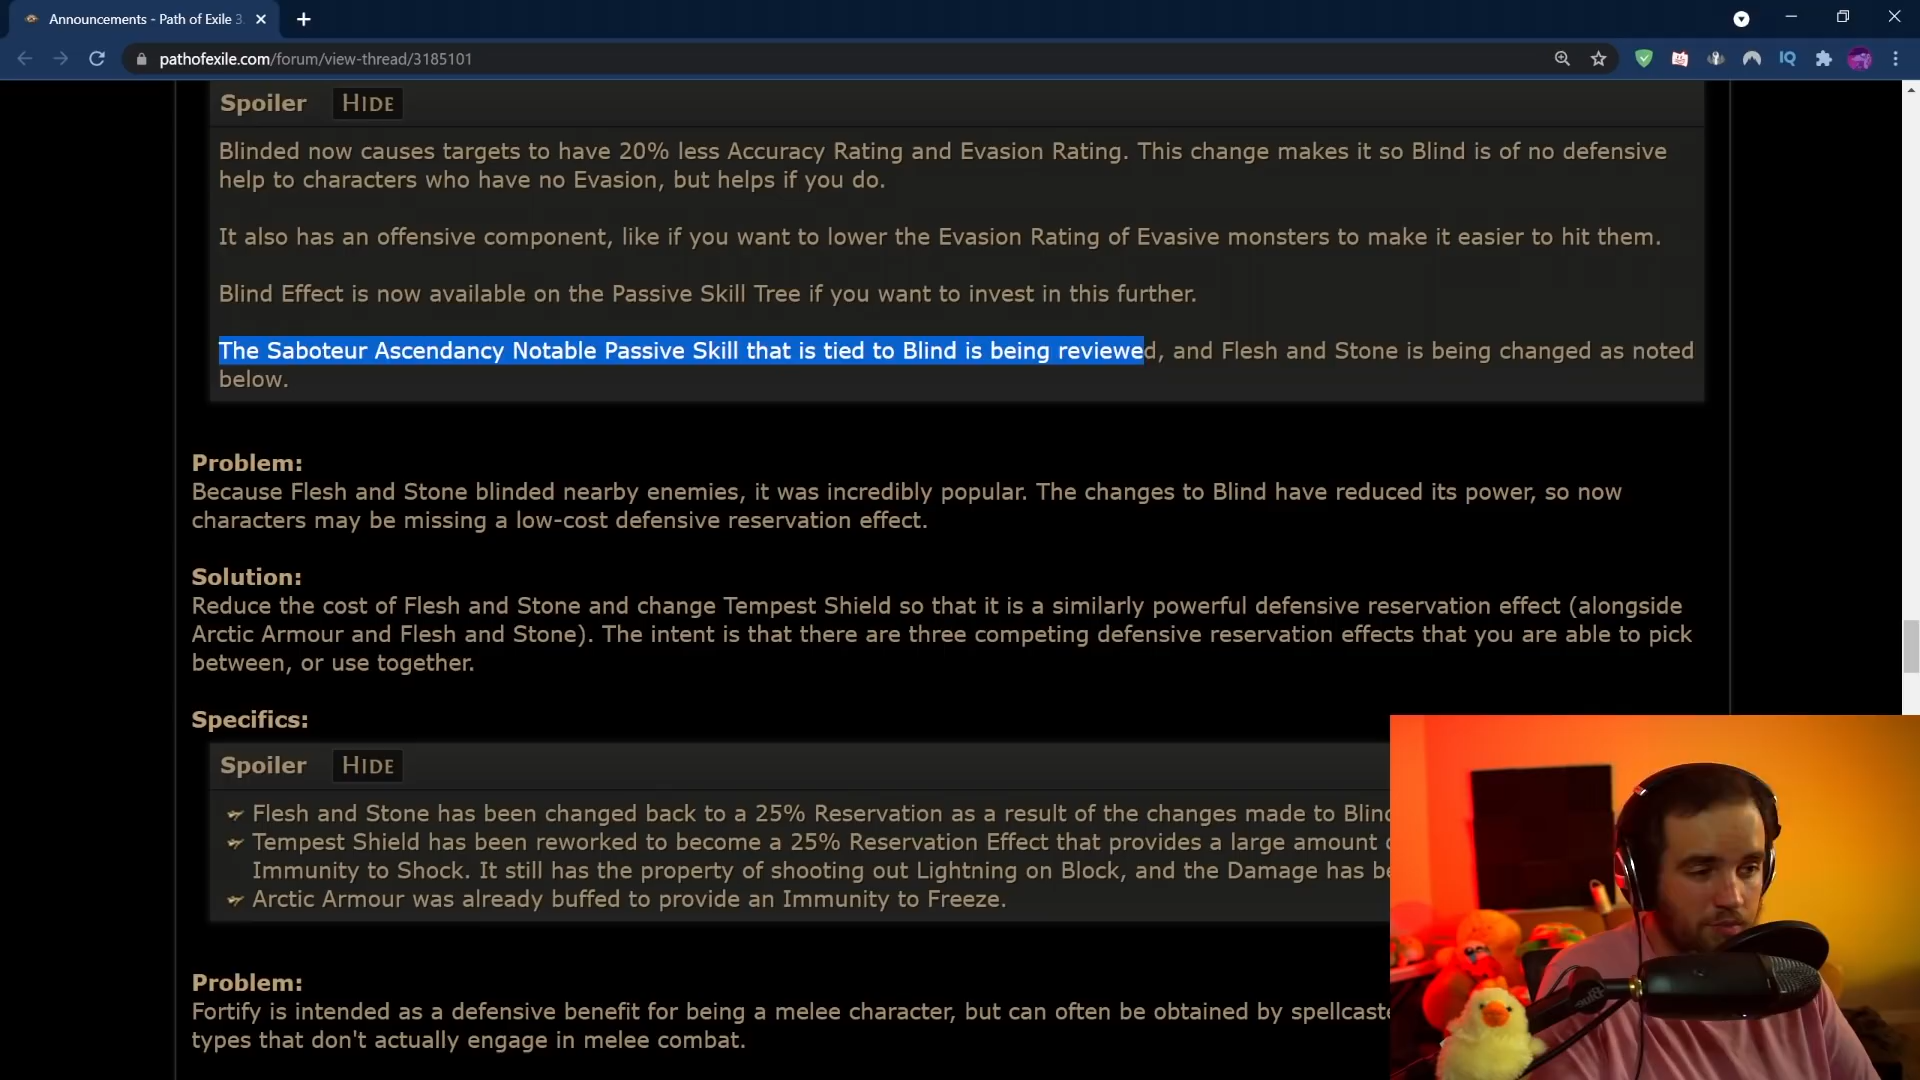 Announcements - Path of Exile 3.
pathofexile.com/forum/view-thread/3185101
IQ
Spoiler HIDE
Blinded now causes targets to have 20% less Accuracy Rating and Evasion Rating. This change makes it so Blind is of no defensive
help to characters who have no Evasion, but helps if you do.
It also has an offensive component, like if you want to lower the Evasion Rating of Evasive monsters to make it easier to hit them.
Blind Effect is now available on the Passive Skill Tree if you want to invest in this further.
The Saboteur Ascendancy Notable Passive Skill that is tied to Blind is being reviewed, and Flesh and Stone is being changed as noted
below.
Problem:
Because Flesh and Stone blinded nearby enemies, it was incredibly popular. The changes to Blind have reduced its power, so now
characters may be missing a low-cost defensive reservation effect.
Solution:
Reduce the cost of Flesh and Stone and change Tempest Shield so that it is a similarly powerful defensive reservation effect (alongside
Arctic Armour and Flesh and Stone). The intent is that there are three competing defensive reservation effects that you are able to pick
between, or use together.
Specifics:
Spoiler HIDE
Flesh and Stone has been changed back to a 25% Reservation as a result of the changes made to Blind
Tempest Shield has been reworked to become a 25% Reservation Effect that provides a large amount
Immunity to Shock. It still has the property of shooting out Lightning on Block, and the Damage has be
Arctic Armour was already buffed to provide an Immunity to Freeze.
Problem:
Fortify is intended as a defensive benefit for being a melee character, but can often be obtained by spellcaste
types that don't actually engage in melee combat.